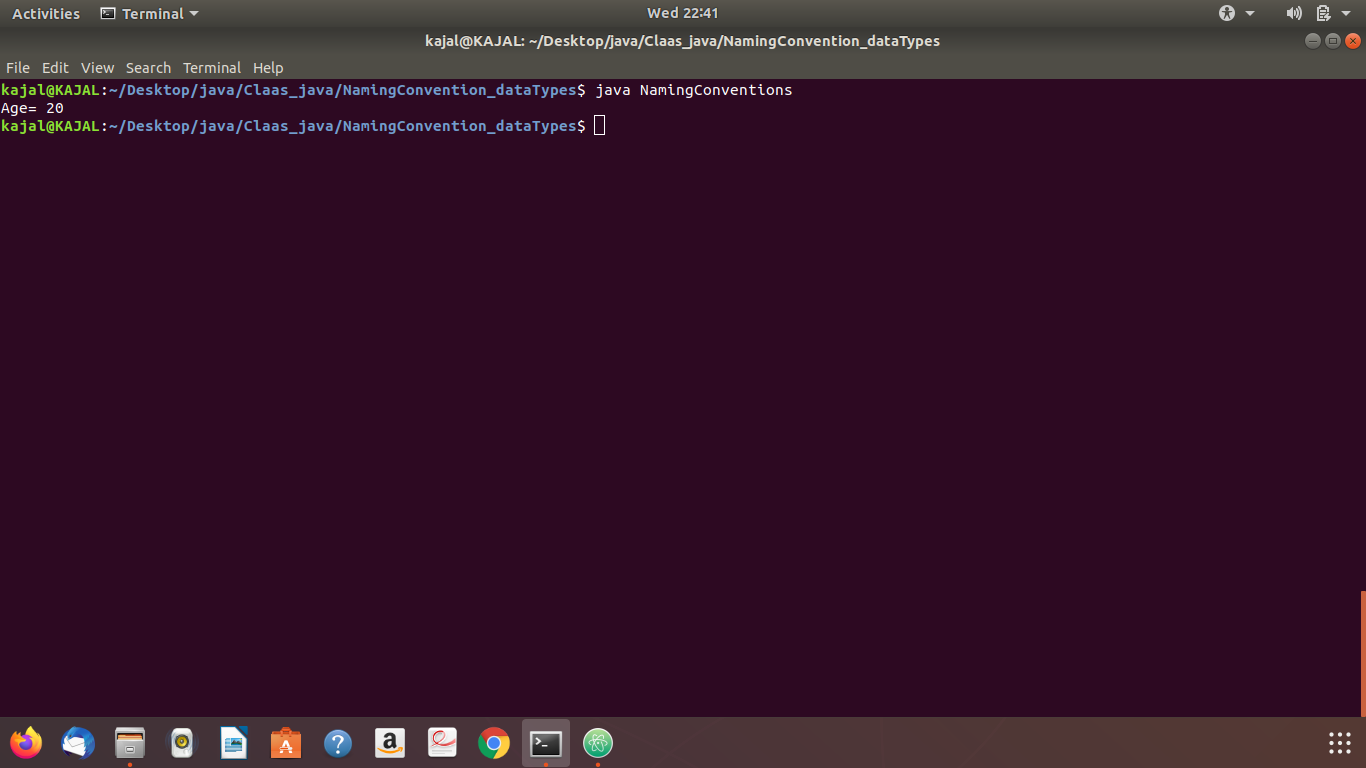 Activities Terminal Wed 22:41
kajal@KAJAL: ~/Desktop/java/Claas_java/NamingConvention_dataTypes
File Edit View Search Terminal Help
kajal@KAJAL:~/Desktop/java/Claas_java/NamingConvention_dataTypes$ java NamingConventions
Age= 20
kajal@KAJAL:~/Desktop/java/Claas_java/NamingConvention_dataTypes$